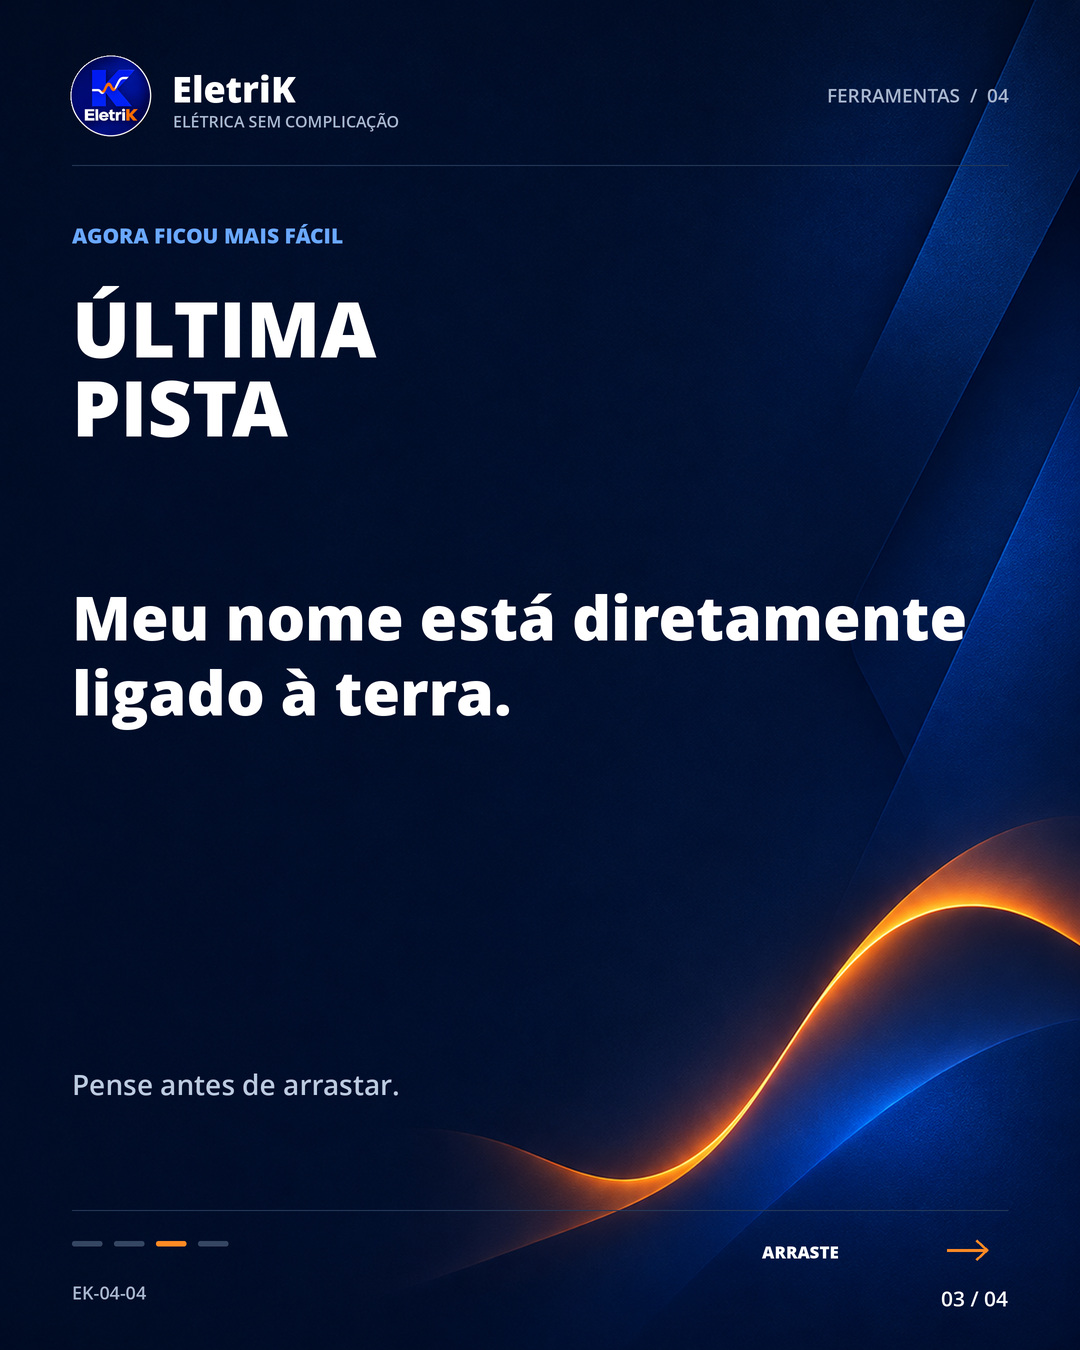 K
EletriK
EletriK
ELÉTRICA SEM COMPLICAÇÃO
FERRAMENTAS / 04
AGORA FICOU MAIS FÁCIL
ÚLTIMA
PISTA
Meu nome está diretamente
ligado à terra.
Pense antes de arrastar.
ARRASTE
EK-04-04
03 / 04